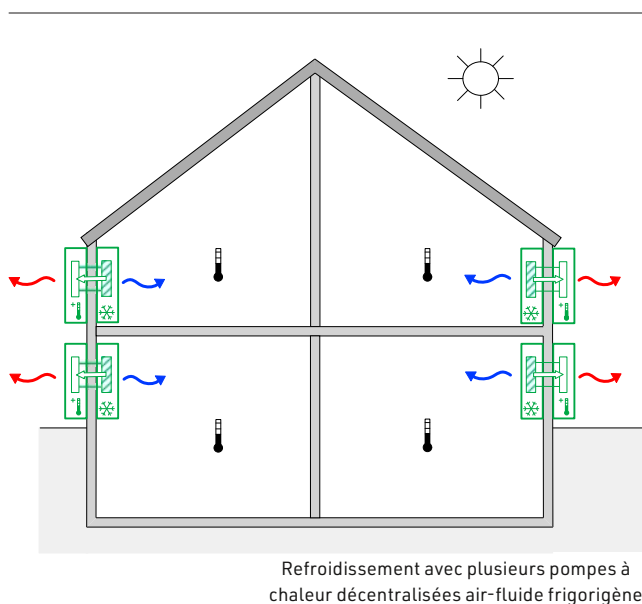 Refroidissement avec plusieurs pompes à
chaleur décentralisées air-fluide frigorigène